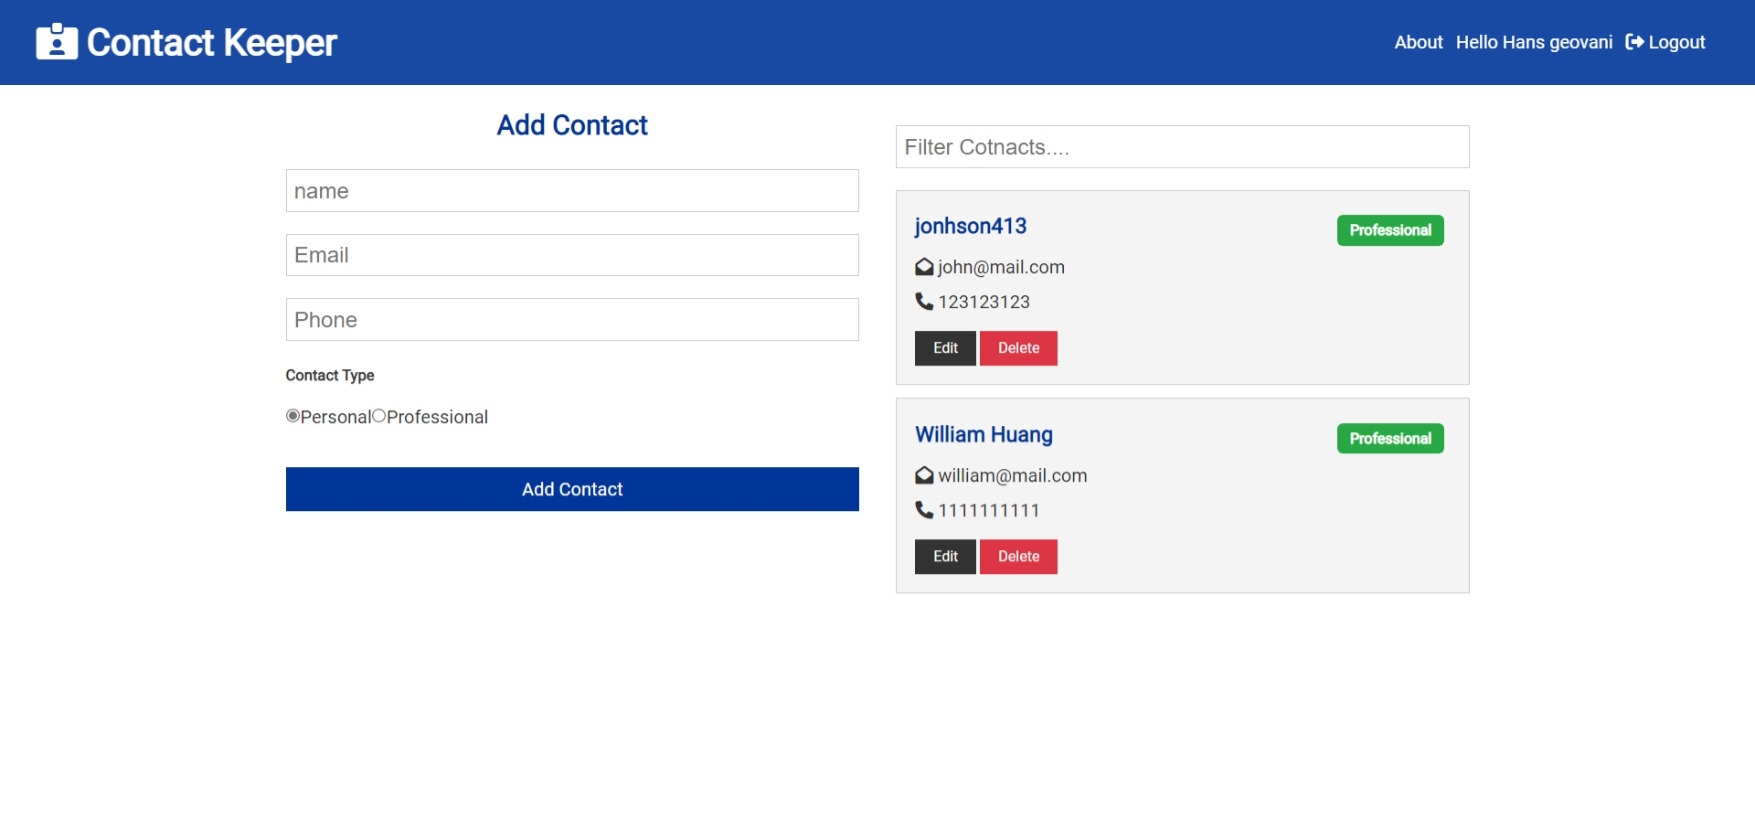 Contact Keeper
About Hello Hans geovani Logout
Add Contact
name
Email
Phone
Contact Type
Personal Professional
Add Contact
Filter Cotnacts....
jonhson413
Professional
john@mail.com
123123123
Edit Delete
William Huang
Professional
william@mail.com
1111111111
Edit Delete